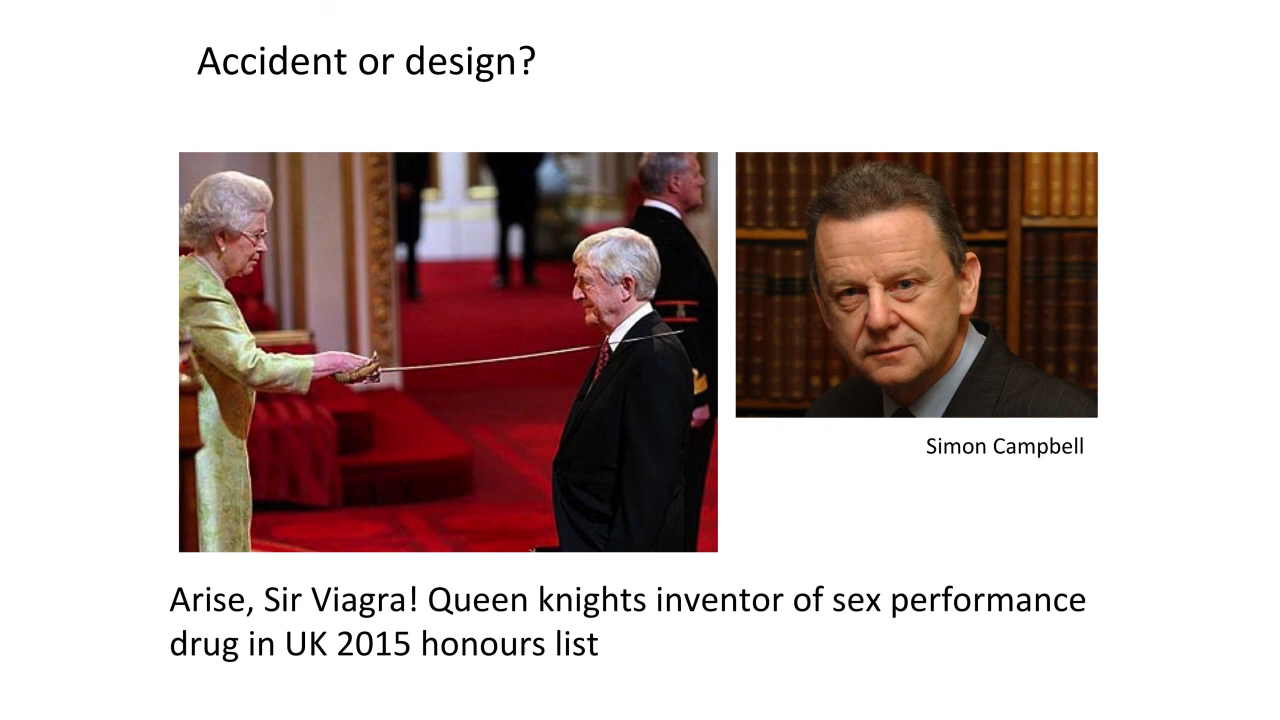 Accident or design?
Simon Campbell
Arise, Sir Viagra! Queen knights inventor of sex performance
drug in UK 2015 honours list